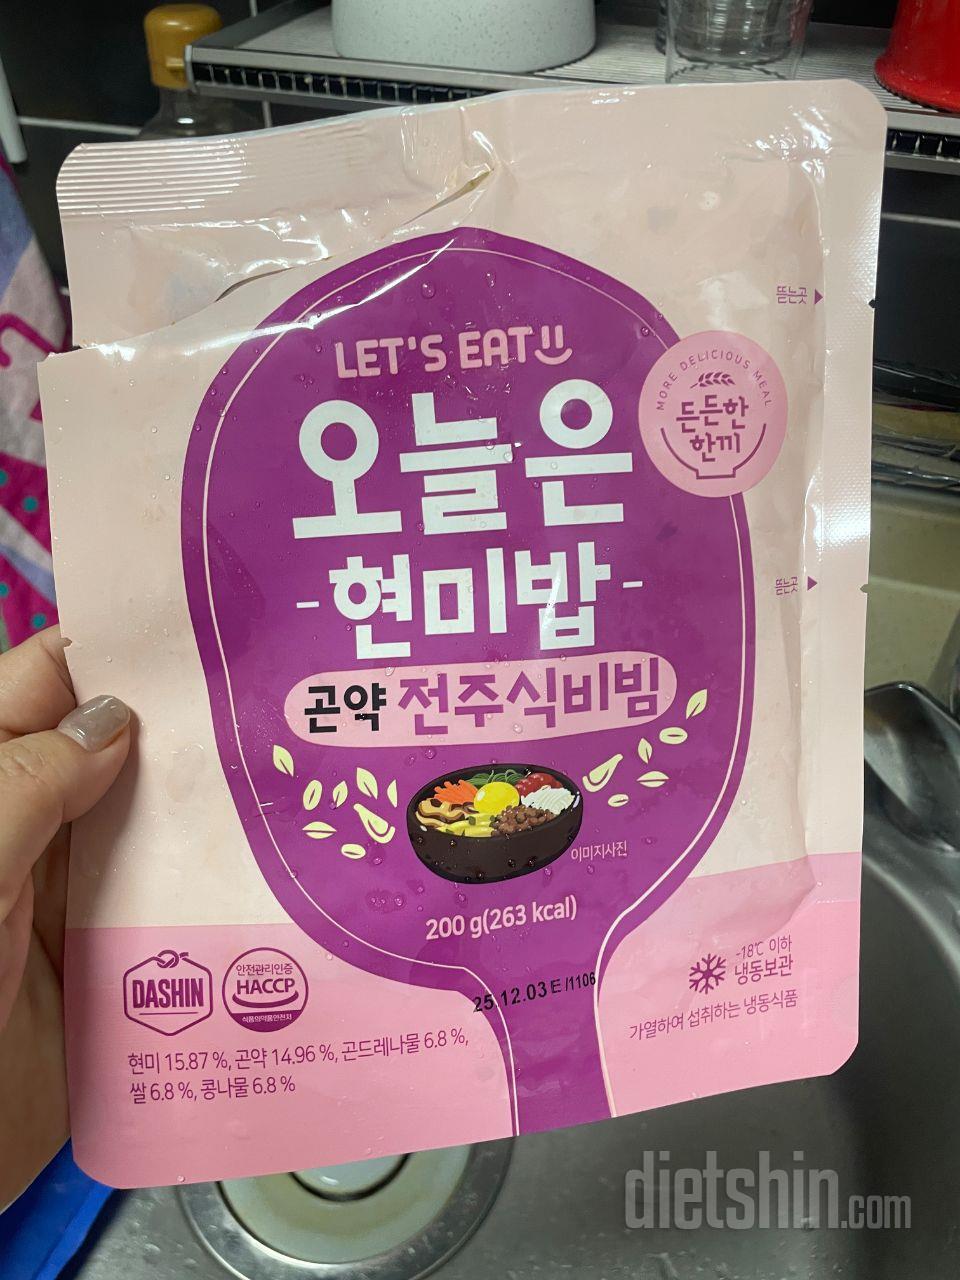 LET'S EAT
오늘은
-현미밥-
곤약 전주식비빔
MORE DELICIOUS MEAL
든든한
한끼
뜯는곳
뜯는곳
이미지사진
200 g(263 kcal)
25.12.03 E /1106
DASHIN
안전관리인증
HACCP
식품의약품안전처
-18℃ 이하
냉동보관
가열하여 섭취하는 냉동식품
현미 15.87 %, 곤약 14.96 %, 곤드레나물 6.8 %,
쌀 6.8 %, 콩나물 6.8 %
dietshin.com